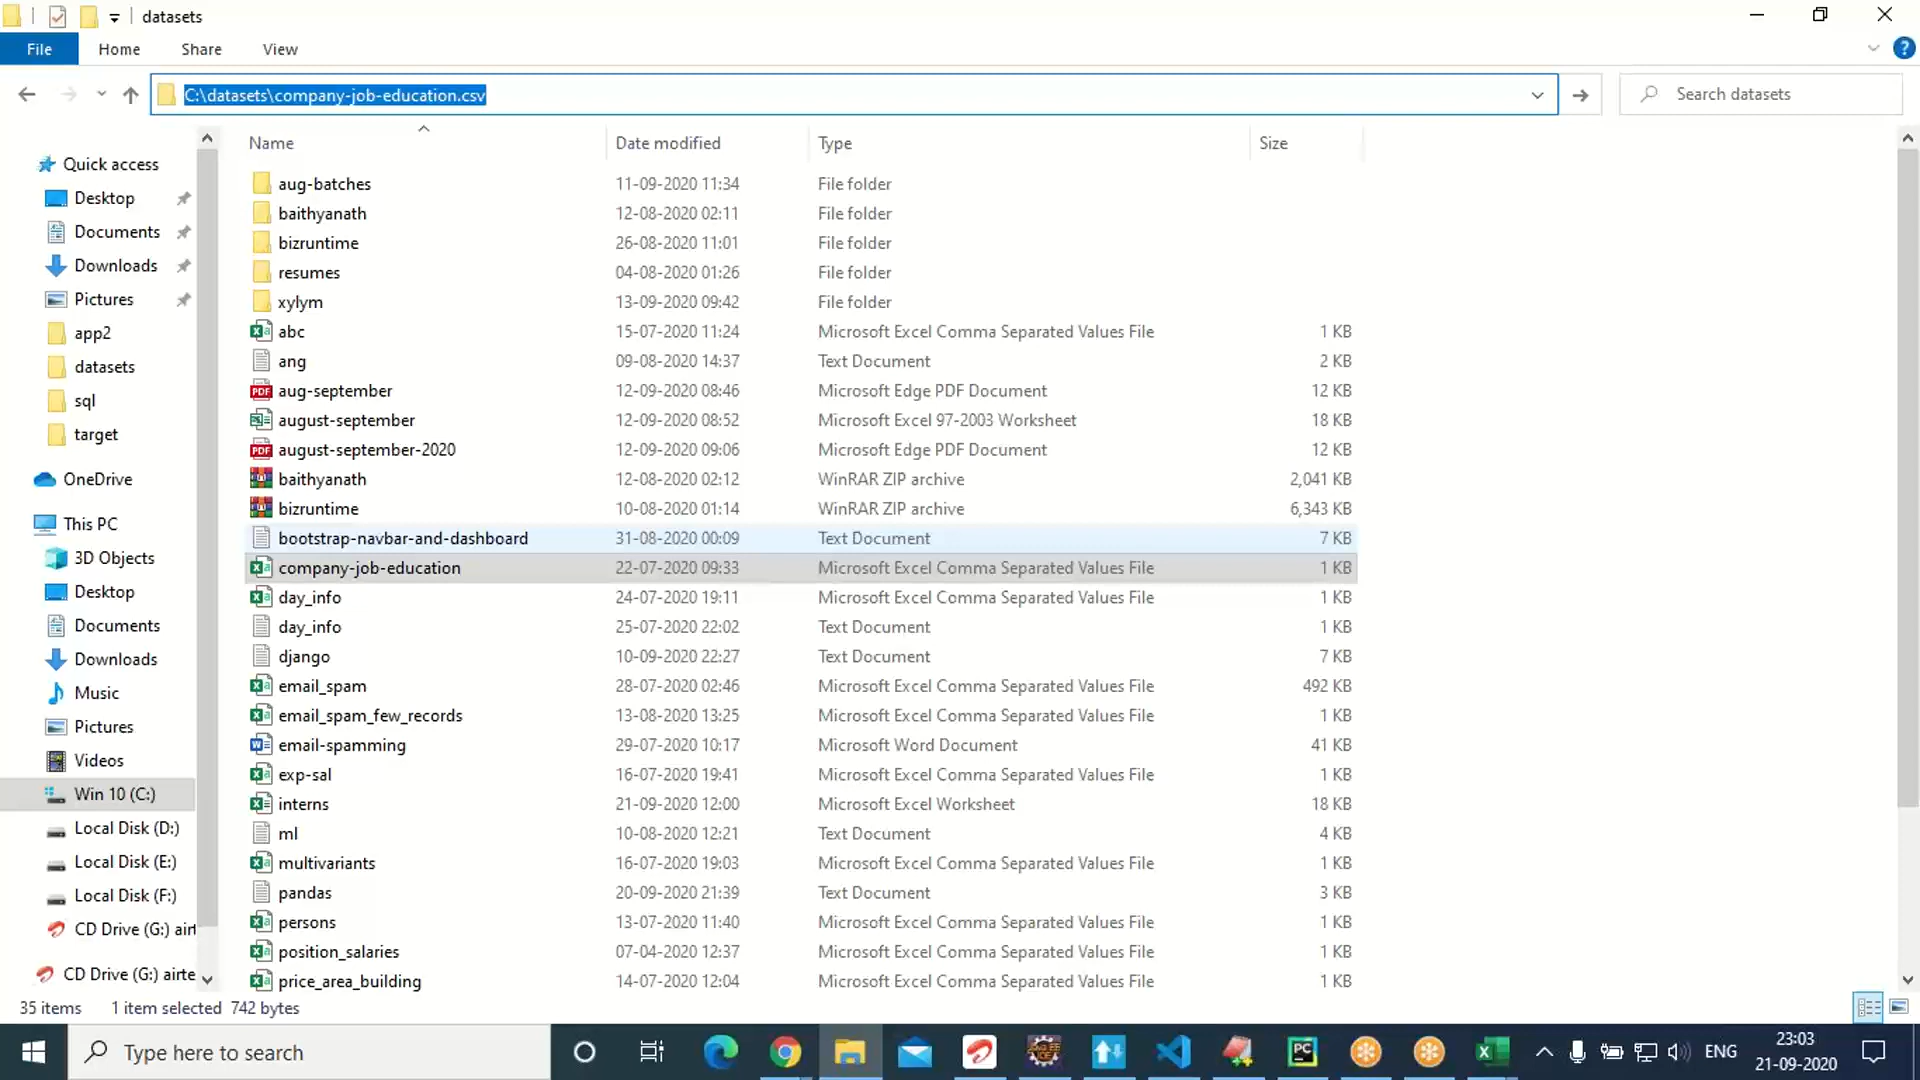 datasets
File Home Share View
C:\datasets\company-job-education.csv
Search datasets
Name Date modified Type Size
Quick access
Desktop
Documents
Downloads
Pictures
app2
datasets
sql
target
OneDrive
This PC
3D Objects
Desktop
Documents
Downloads
Music
Pictures
Videos
Win 10 (C:)
Local Disk (D:)
Local Disk (E:)
Local Disk (F:)
CD Drive (G:) airt
CD Drive (G:) airte
aug-batches 11-09-2020 11:34 File folder
baithyanath 12-08-2020 02:11 File folder
bizruntime 26-08-2020 11:01 File folder
resumes 04-08-2020 01:26 File folder
xylym 13-09-2020 09:42 File folder
abc 15-07-2020 11:24 Microsoft Excel Comma Separated Values File 1 KB
ang 09-08-2020 14:37 Text Document 2 KB
aug-september 12-09-2020 08:46 Microsoft Edge PDF Document 12 KB
august-september 12-09-2020 08:52 Microsoft Excel 97-2003 Worksheet 18 KB
august-september-2020 12-09-2020 09:06 Microsoft Edge PDF Document 12 KB
baithyanath 12-08-2020 02:12 WinRAR ZIP archive 2,041 KB
bizruntime 10-08-2020 01:14 WinRAR ZIP archive 6,343 KB
bootstrap-navbar-and-dashboard 31-08-2020 00:09 Text Document 7 KB
company-job-education 22-07-2020 09:33 Microsoft Excel Comma Separated Values File 1 KB
day_info 24-07-2020 19:11 Microsoft Excel Comma Separated Values File 1 KB
day_info 25-07-2020 22:02 Text Document 1 KB
django 10-09-2020 22:27 Text Document 7 KB
email_spam 28-07-2020 02:46 Microsoft Excel Comma Separated Values File 492 KB
email_spam_few_records 13-08-2020 13:25 Microsoft Excel Comma Separated Values File 1 KB
email-spamming 29-07-2020 10:17 Microsoft Word Document 41 KB
exp-sal 16-07-2020 19:41 Microsoft Excel Comma Separated Values File 1 KB
interns 21-09-2020 12:00 Microsoft Excel Worksheet 18 KB
ml 10-08-2020 12:21 Text Document 4 KB
multivariants 16-07-2020 19:03 Microsoft Excel Comma Separated Values File 1 KB
pandas 20-09-2020 21:39 Text Document 3 KB
persons 13-07-2020 11:40 Microsoft Excel Comma Separated Values File 1 KB
position_salaries 07-04-2020 12:37 Microsoft Excel Comma Separated Values File 1 KB
price_area_building 14-07-2020 12:04 Microsoft Excel Comma Separated Values File 1 KB
35 items 1 item selected 742 bytes
Type here to search
ENG
23:03
21-09-2020